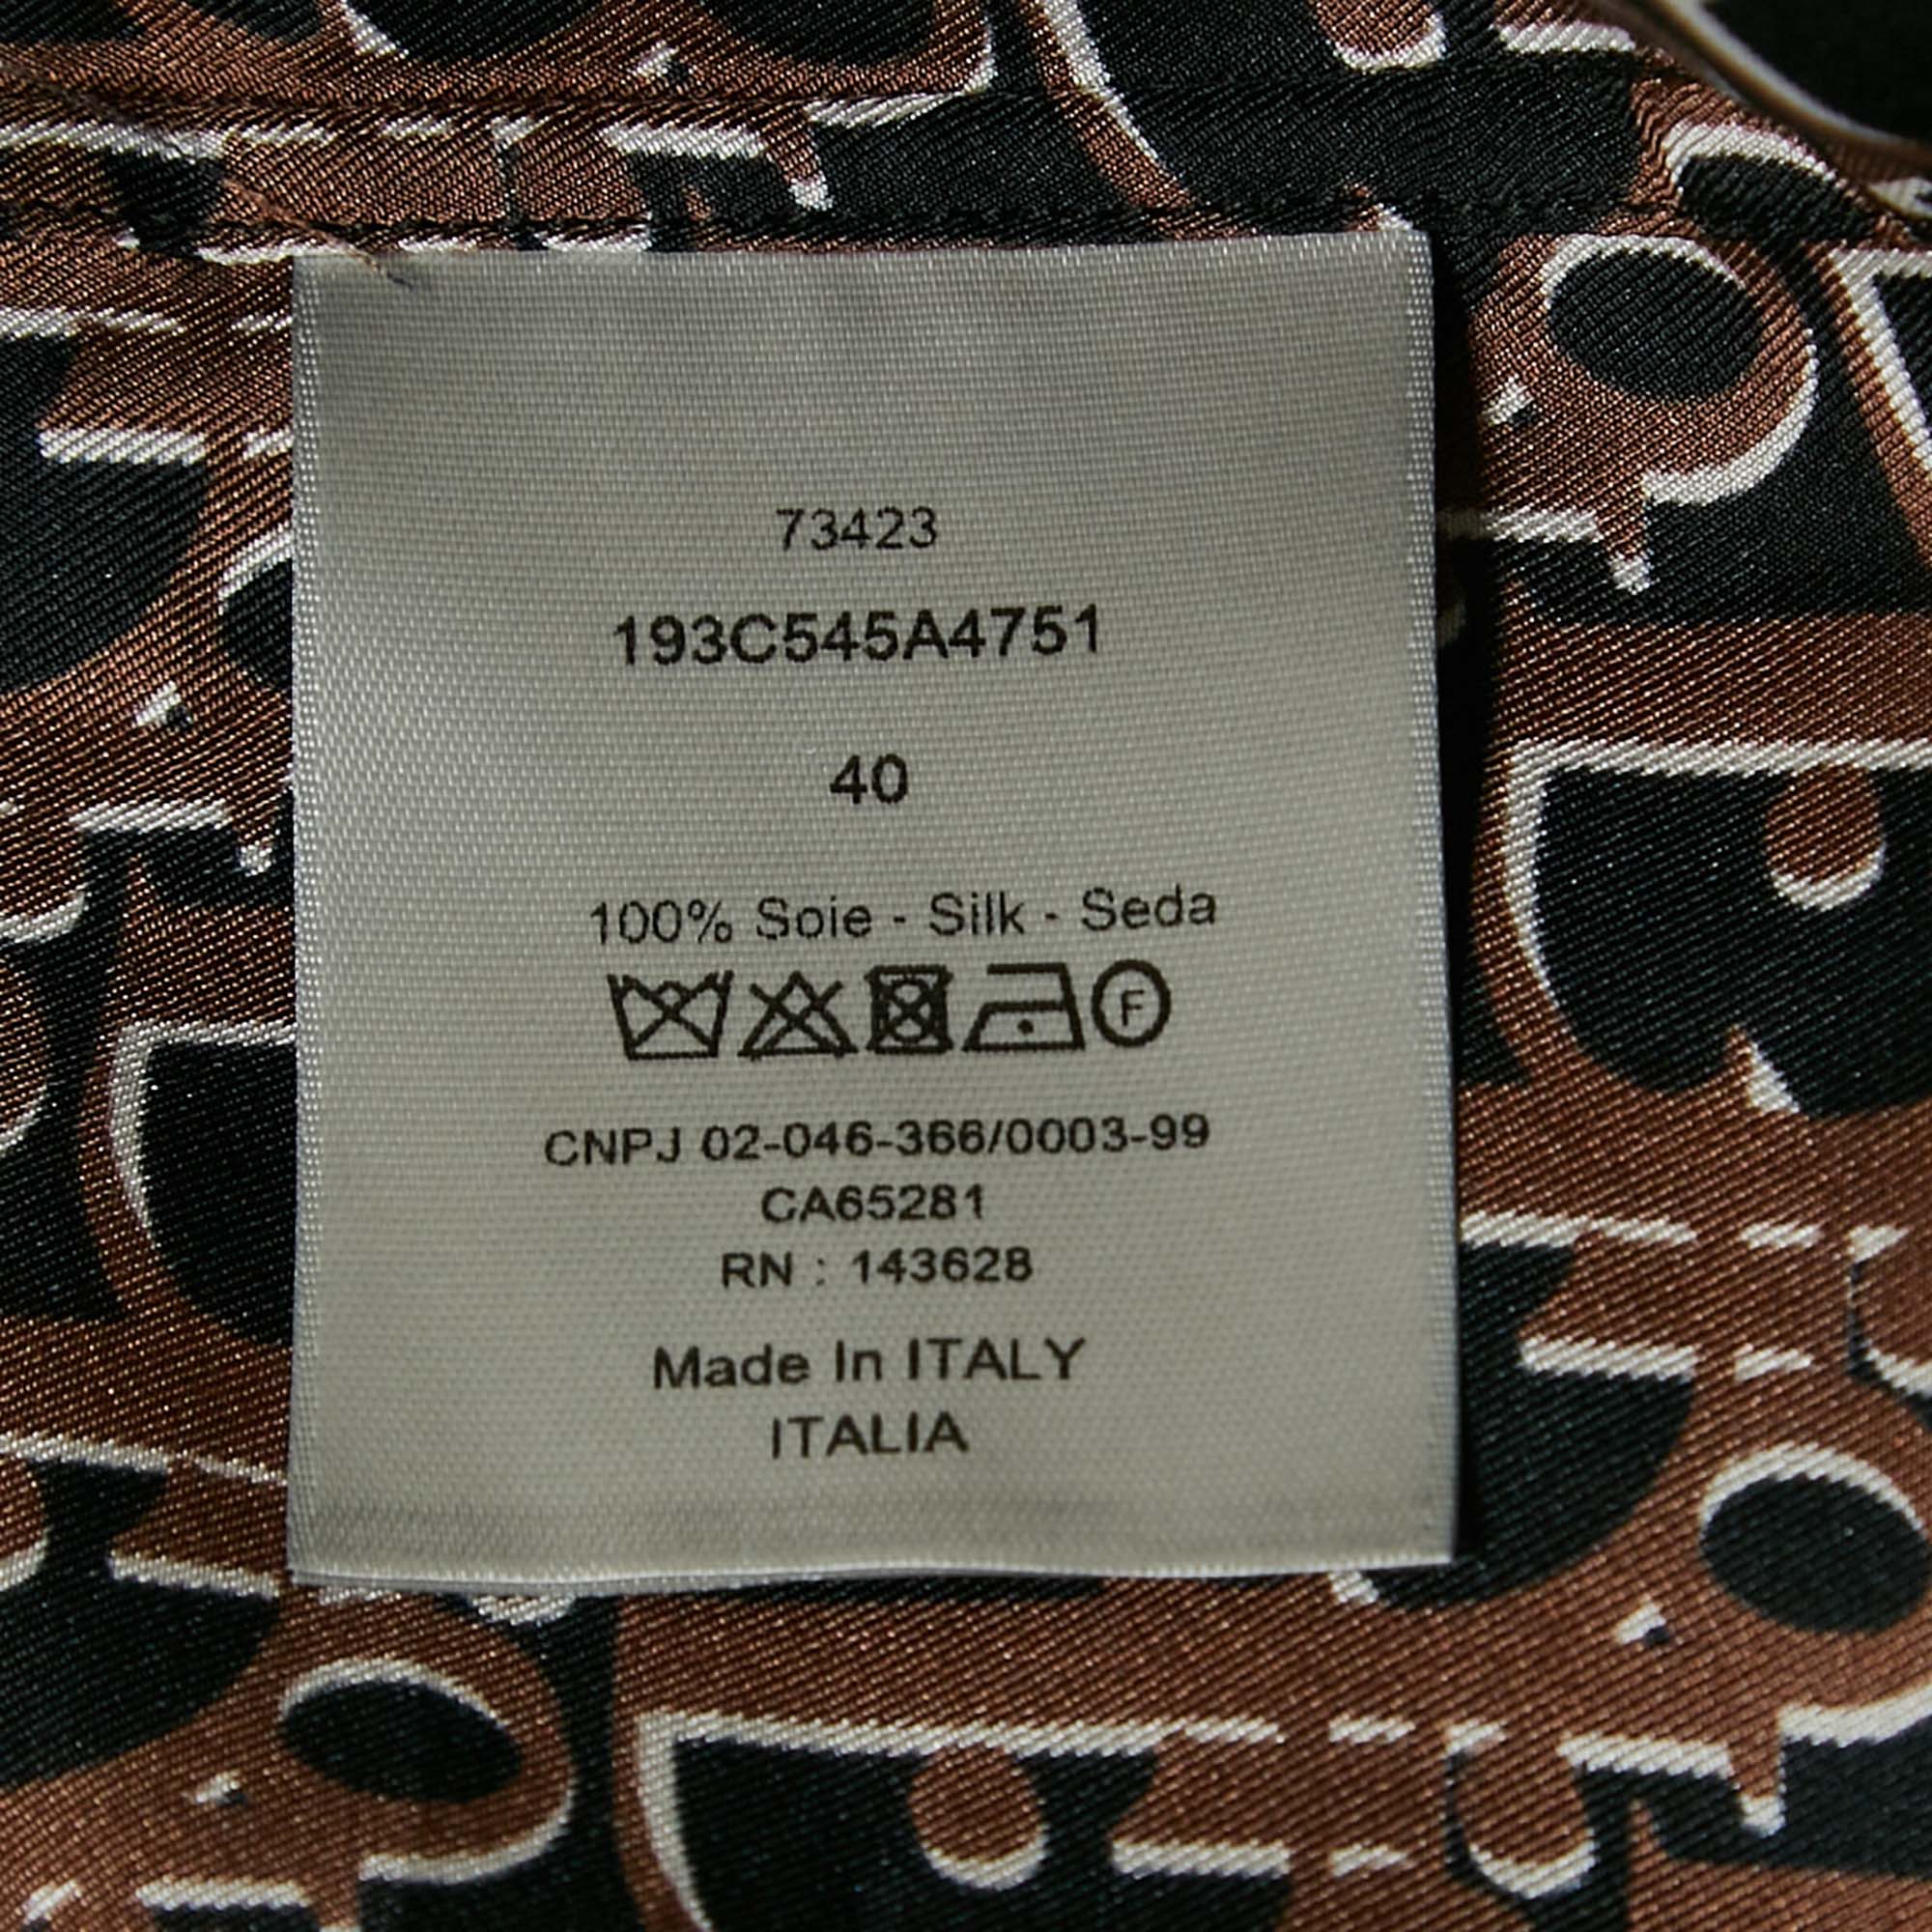 73423
193C545A4751
40
100% Soie - Silk - Seda
F
CNPJ 02-046-366/0003-99
CA65281
RN : 143628
Made In ITALY
ITALIA